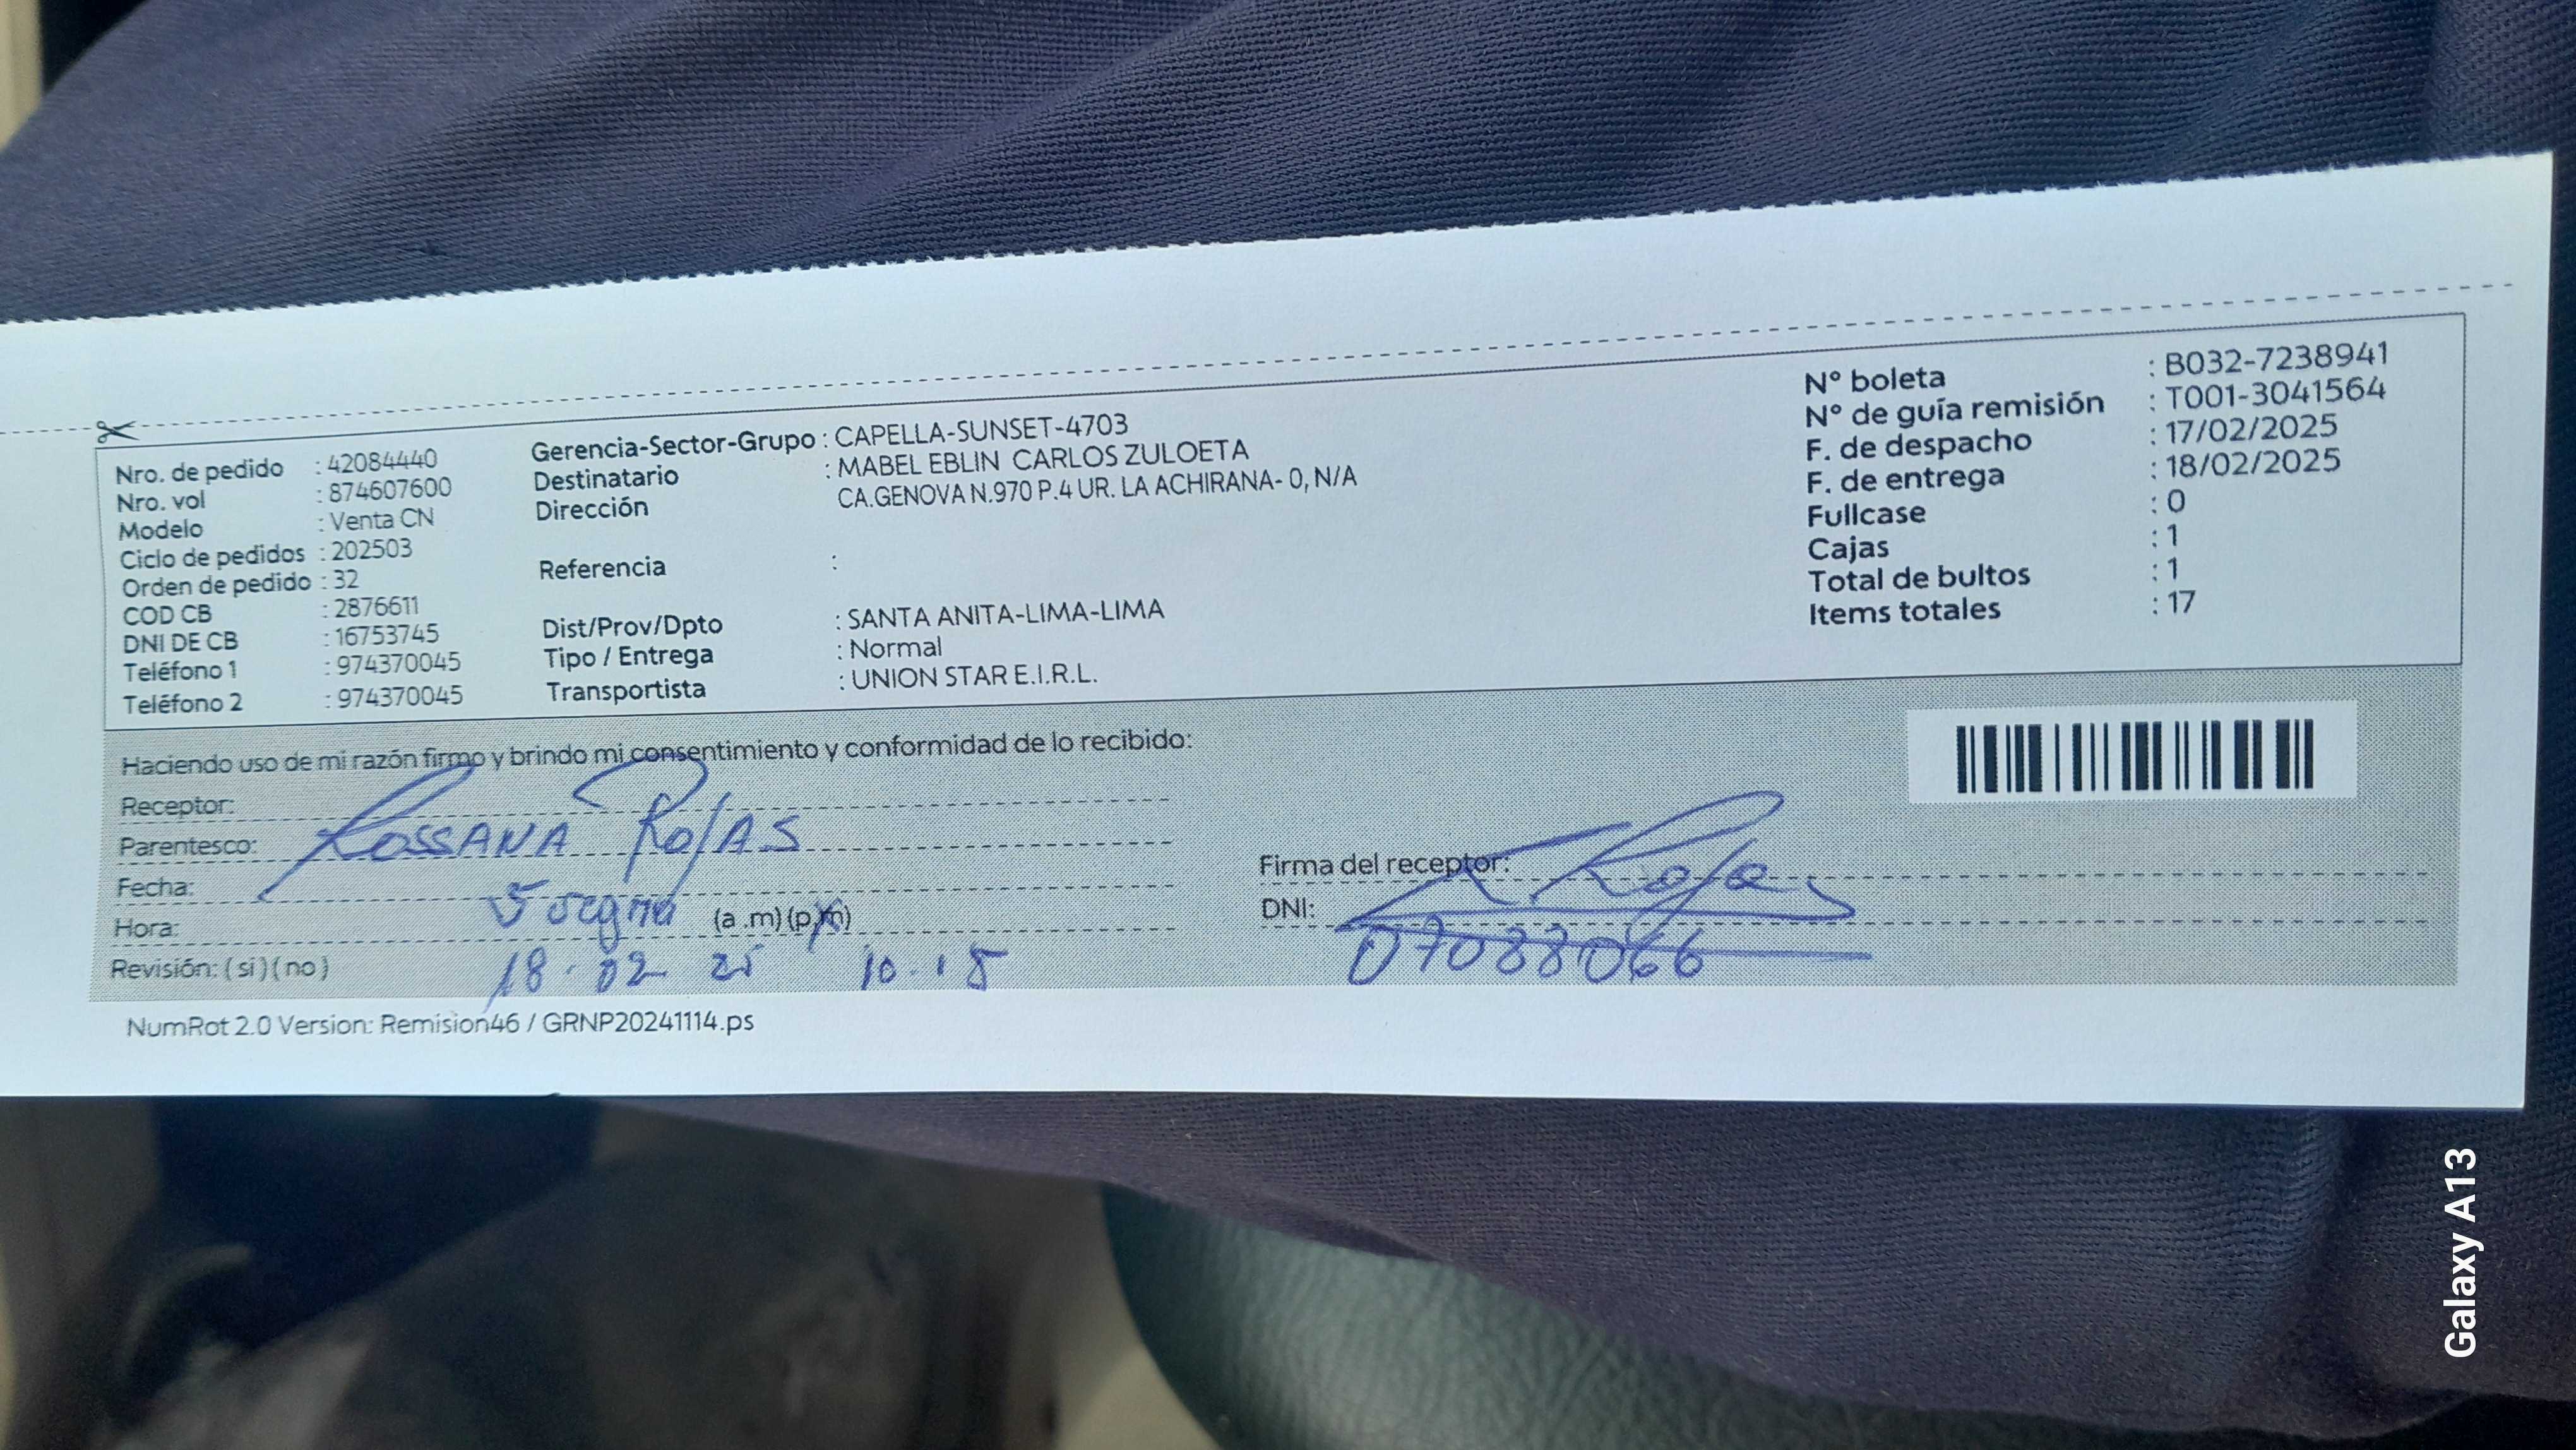 Nro. de pedido : 42084440
Nro. vol : 874607600
Modelo : Venta CN
Ciclo de pedidos : 202503
Orden de pedido : 32
COD CB : 2876611
DNI DE CB : 16753745
Teléfono 1 : 974370045
Teléfono 2 : 974370045
Gerencia-Sector-Grupo : CAPELLA-SUNSET-4703
Destinatario : MABEL EBLIN CARLOS ZULOETA
Dirección CA.GENOVA N.970 P.4 UR. LA ACHIRANA- 0, N/A
Referencia :
Dist/Prov/Dpto : SANTA ANITA-LIMA-LIMA
Tipo / Entrega : Normal
Transportista : UNION STAR E.I.R.L.
N° boleta : B032-7238941
N° de guía remisión : T001-3041564
F. de despacho : 17/02/2025
F. de entrega : 18/02/2025
Fullcase : 0
Cajas : 1
Total de bultos : 1
Items totales : 17
Haciendo uso de mi razón firmo y brindo mi consentimiento y conformidad de lo recibido:
Receptor:
Parentesco: Rossana Rojas
Fecha:
Hora: (a .m) (p.m)
Revisión: ( si ) ( no ) 18-02 25 10.15
Firma del receptor: Rojas
DNI: 07088066
NumRot 2.0 Version: Remision46 / GRNP20241114.ps
Galaxy A13